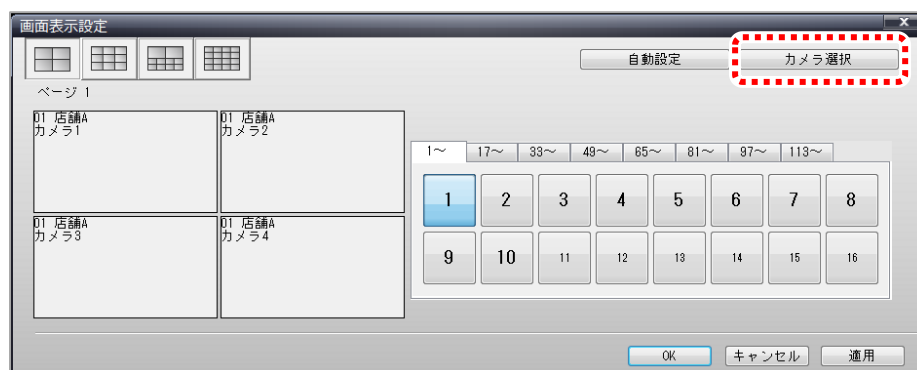 画面表示設定
x
自動設定 カメラ選択
ページ 1
01 店舗A
カメラ1
01 店舗A
カメラ2
01 店舗A
カメラ3
01 店舗A
カメラ4
1～ 17～ 33～ 49～ 65～ 81～ 97～ 113～
1 2 3 4 5 6 7 8
9 10 11 12 13 14 15 16
OK キャンセル 適用